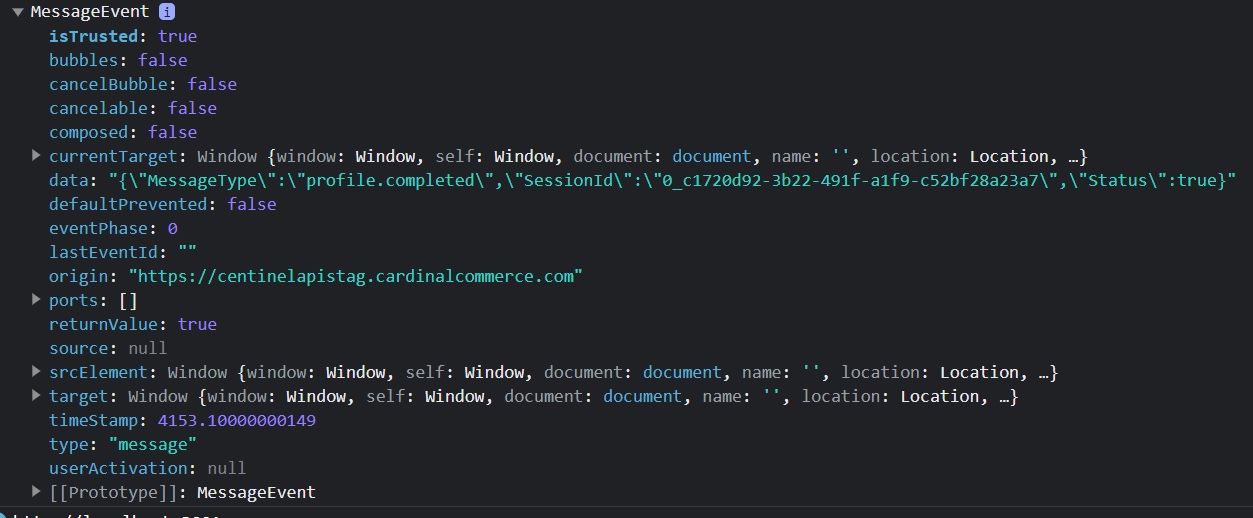 MessageEvent i
isTrusted: true
bubbles: false
cancelBubble: false
cancelable: false
composed: false
currentTarget: Window {window: Window, self: Window, document: document, name: '', location: Location, …}
data: "{\"MessageType\":\"profile.completed\",\"SessionId\":\"0_c1720d92-3b22-491f-a1f9-c52bf28a23a7\",\"Status\":true}"
defaultPrevented: false
eventPhase: 0
lastEventId: ""
origin: "https://centinelapistag.cardinalcommerce.com"
ports: []
returnValue: true
source: null
srcElement: Window {window: Window, self: Window, document: document, name: '', location: Location, …}
target: Window {window: Window, self: Window, document: document, name: '', location: Location, …}
timeStamp: 4153.10000000149
type: "message"
userActivation: null
[[Prototype]]: MessageEvent